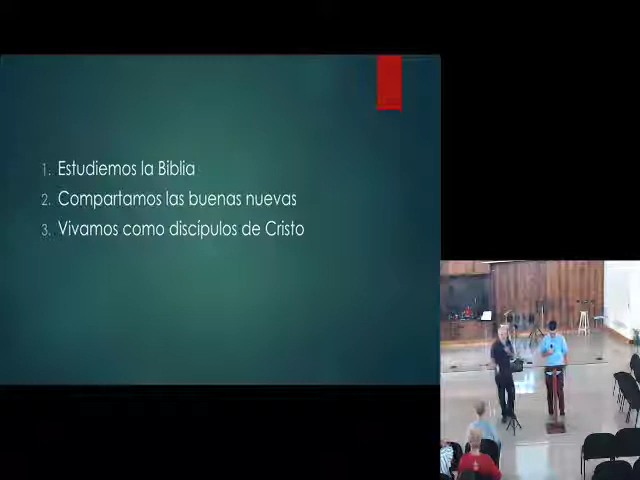 1. Estudiemos la Biblia
2. Compartamos las buenas nuevas
3. Vivamos como discípulos de Cristo